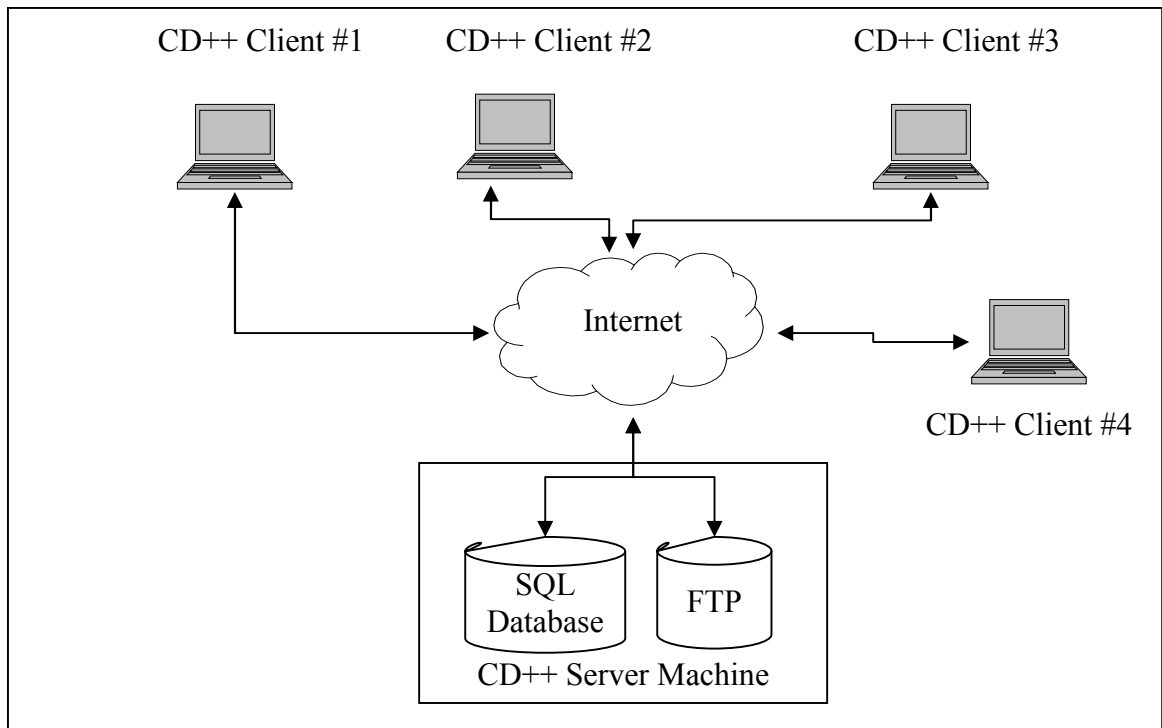 CD++ Client #1
CD++ Client #2
CD++ Client #3
Internet
CD++ Client #4
SQL
Database
FTP
CD++ Server Machine